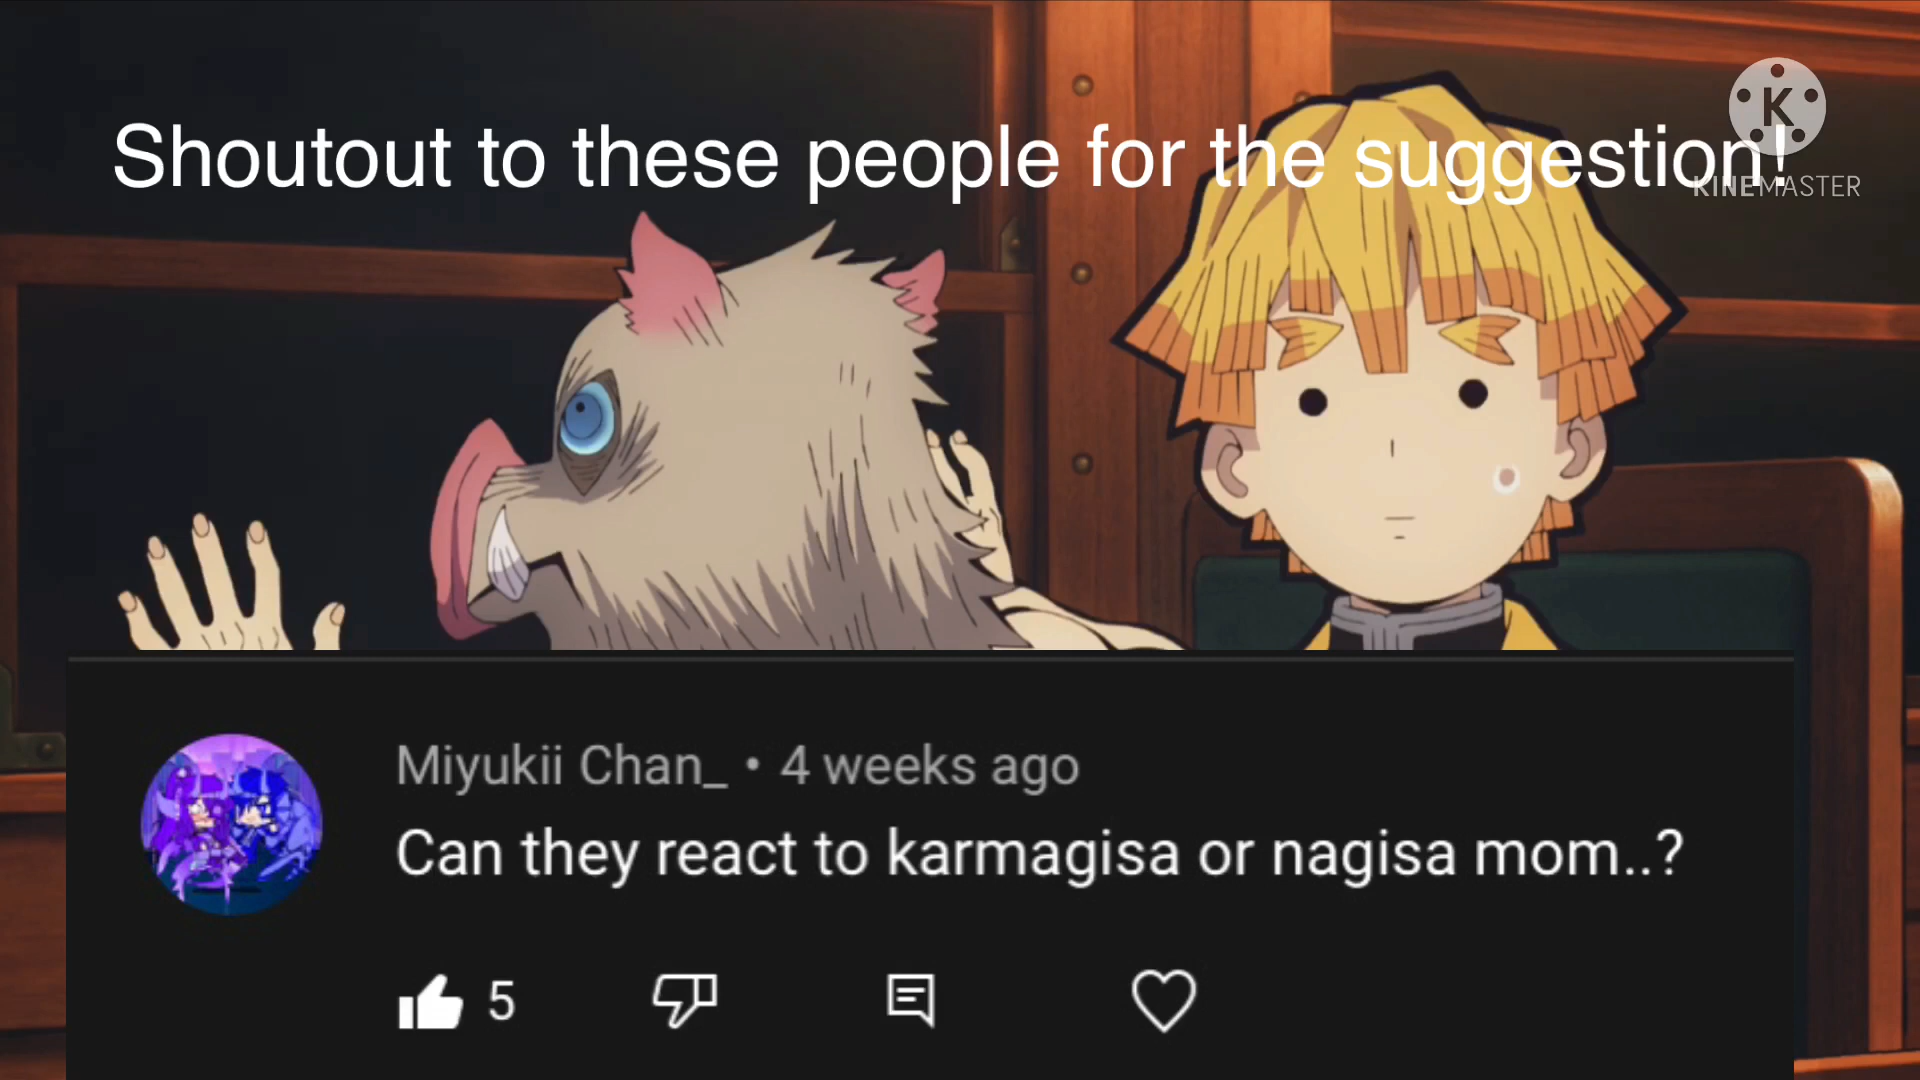 Shoutout to these people for the suggestion!
K
KINEMASTER
Miyukii Chan_ • 4 weeks ago
Can they react to karmagisa or nagisa mom..?
5